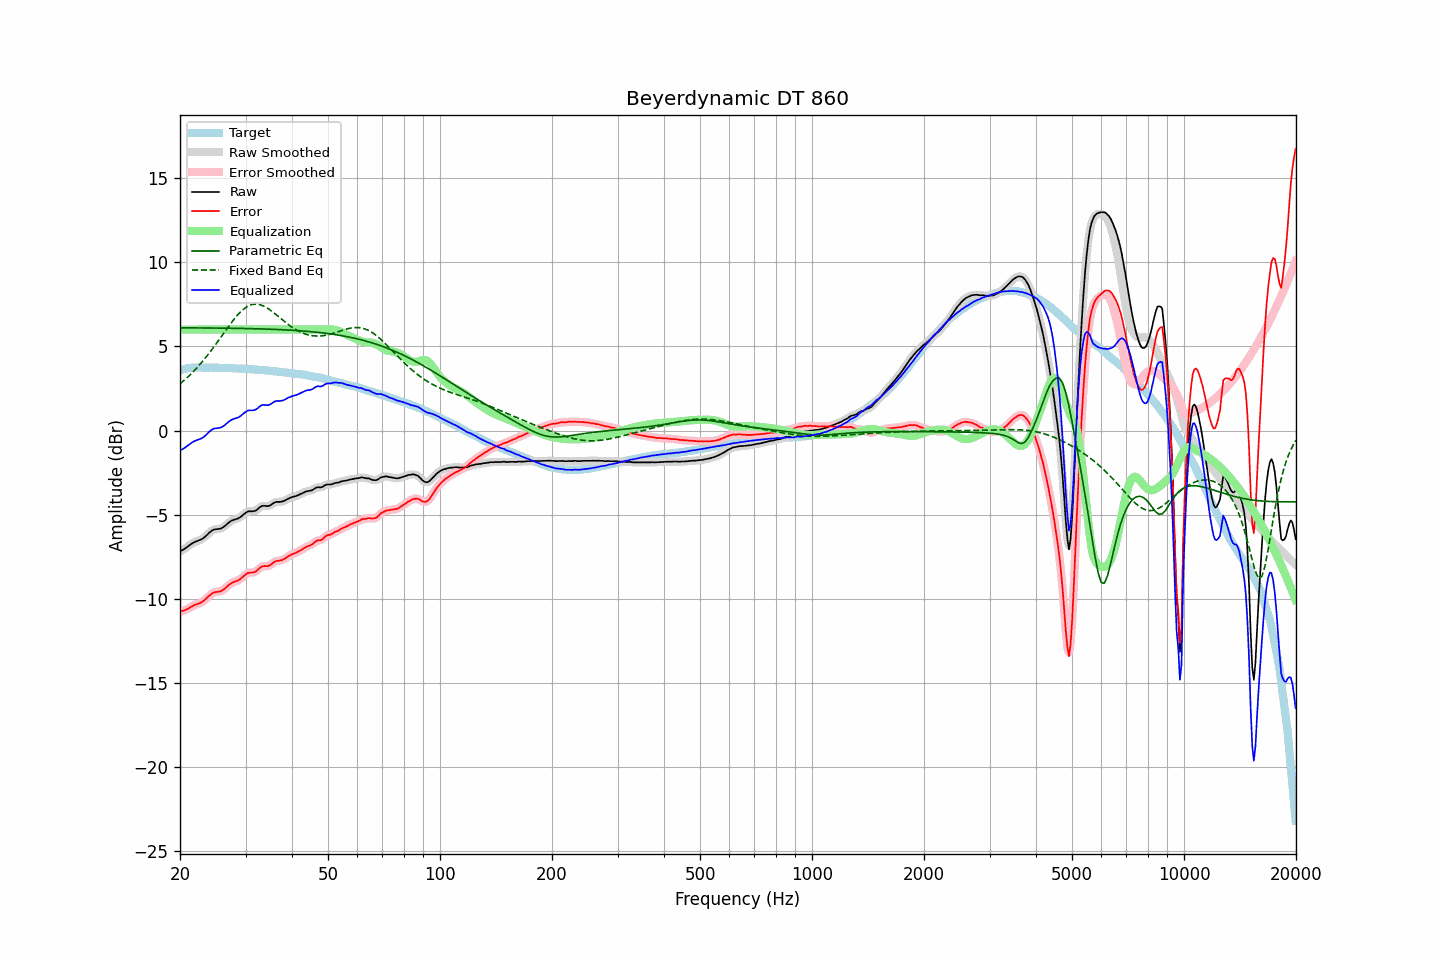 Beyerdynamic DT 860
Target
Raw Smoothed
Error Smoothed
Raw
Error
Equalization
Parametric Eq
Fixed Band Eq
Equalized
Amplitude (dBr)
15
10
5
0
−5
−10
−15
−20
−25
20 50 100 200 500 1000 2000 5000 10000 20000
Frequency (Hz)